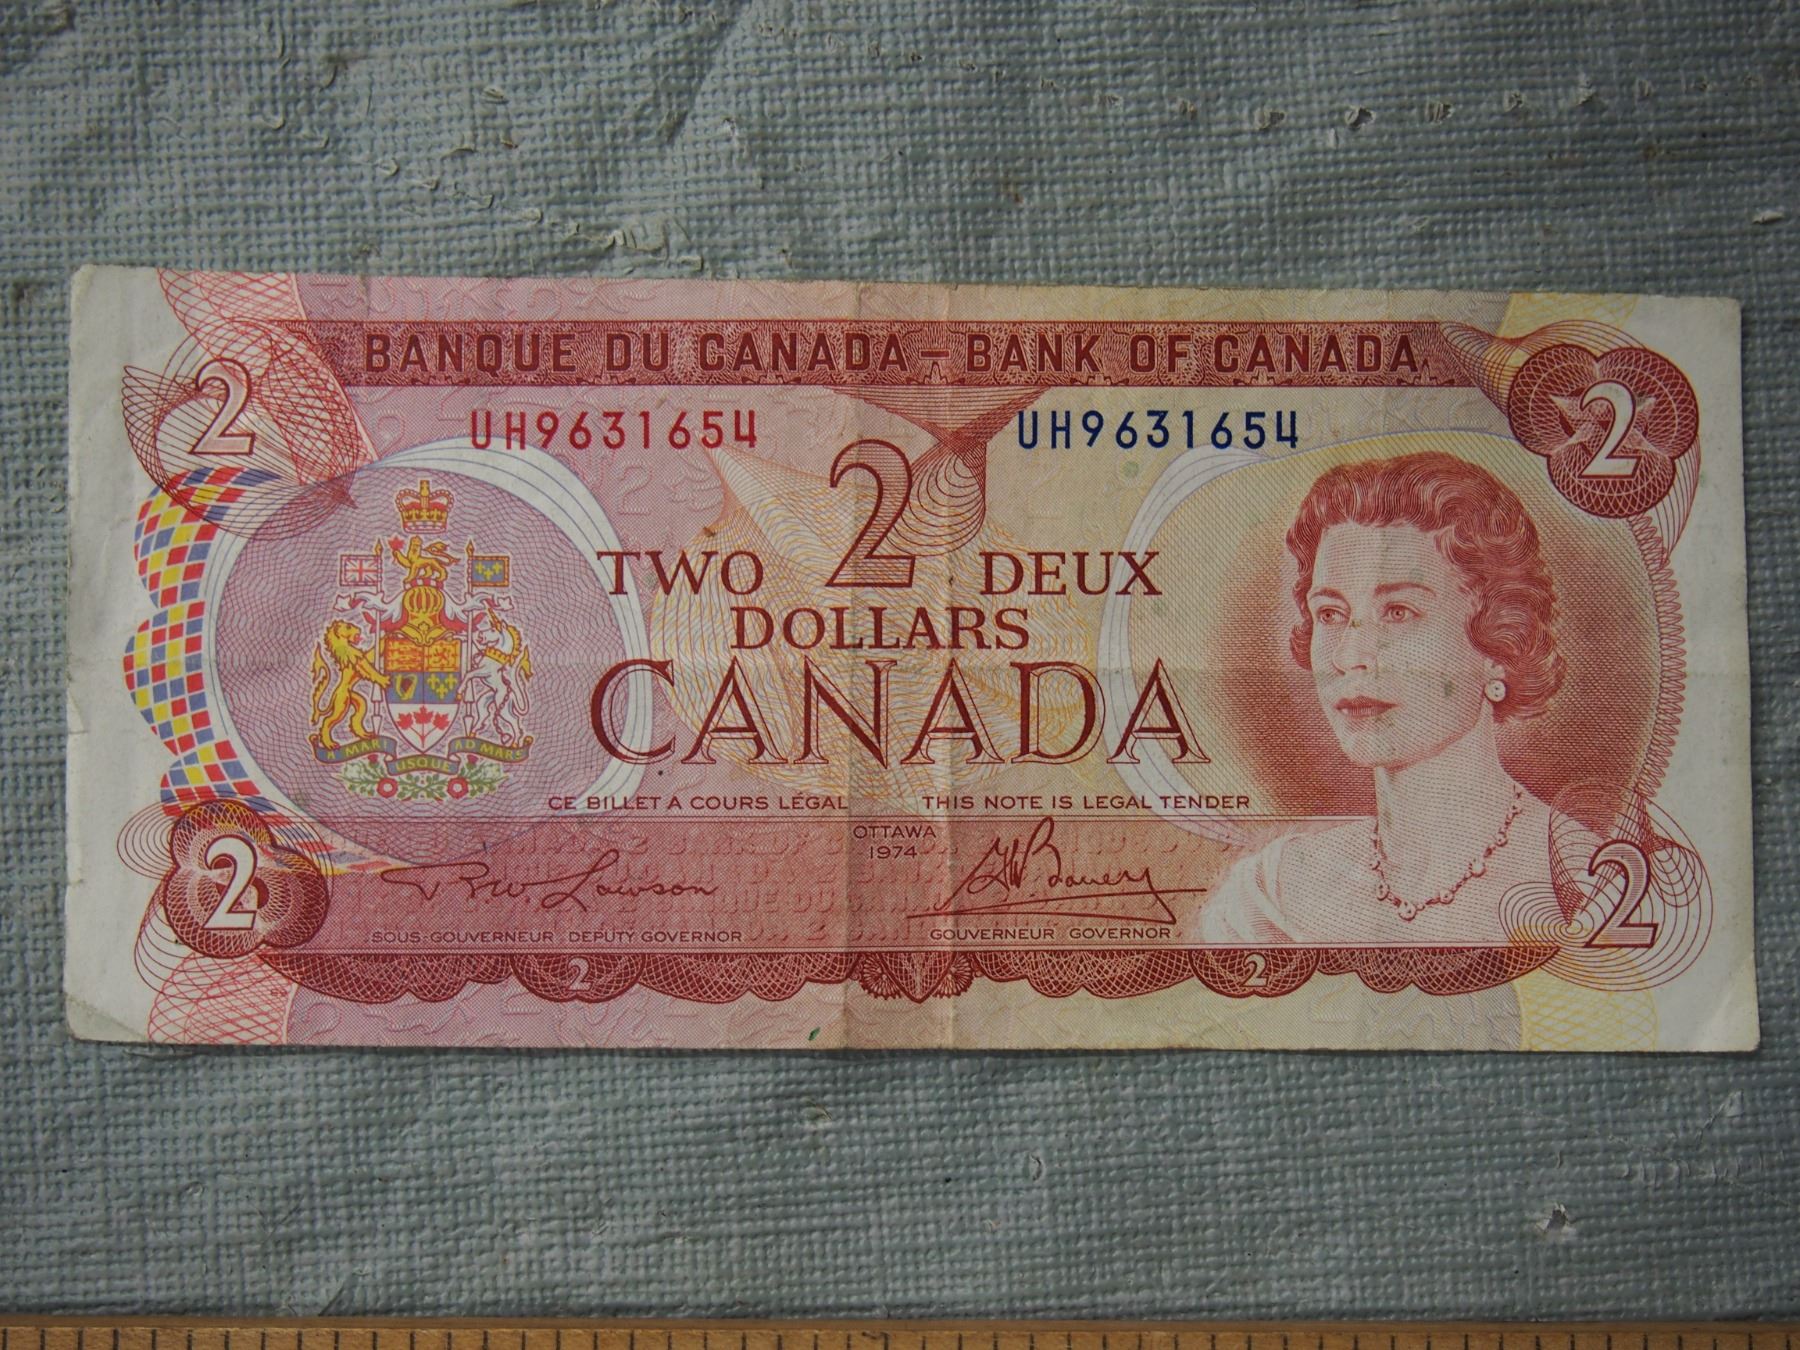 BANQUE DU CANADA – BANK OF CANADA
2 2
UH9631654 UH9631654
2
TWO DEUX
DOLLARS
CANADA
A MARI USQUE AD MARE
CE BILLET A COURS LÉGAL THIS NOTE IS LEGAL TENDER
OTTAWA
1974
R.W. Lawson G K Bouey
2 2
SOUS-GOUVERNEUR DEPUTY GOVERNOR GOUVERNEUR GOVERNOR
2 2